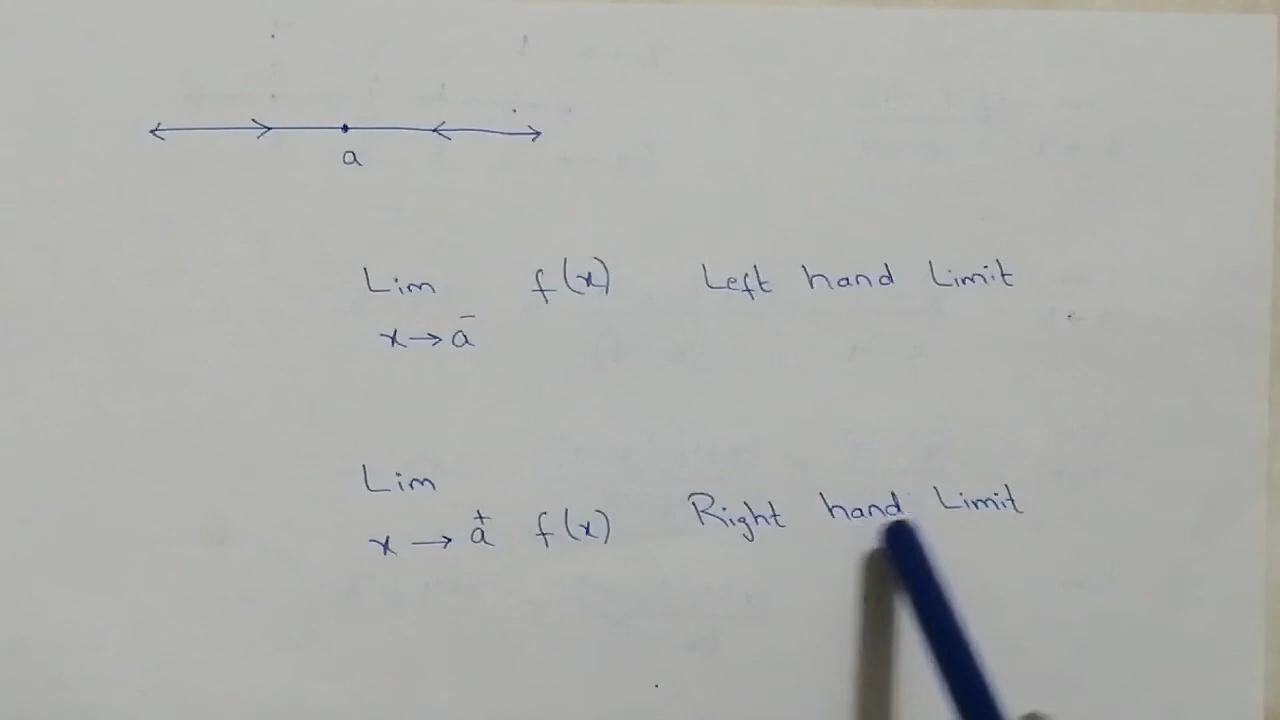 a
Lim f(x) Left hand Limit
x→a⁻
Lim
x→a⁺ f(x) Right hand Limit